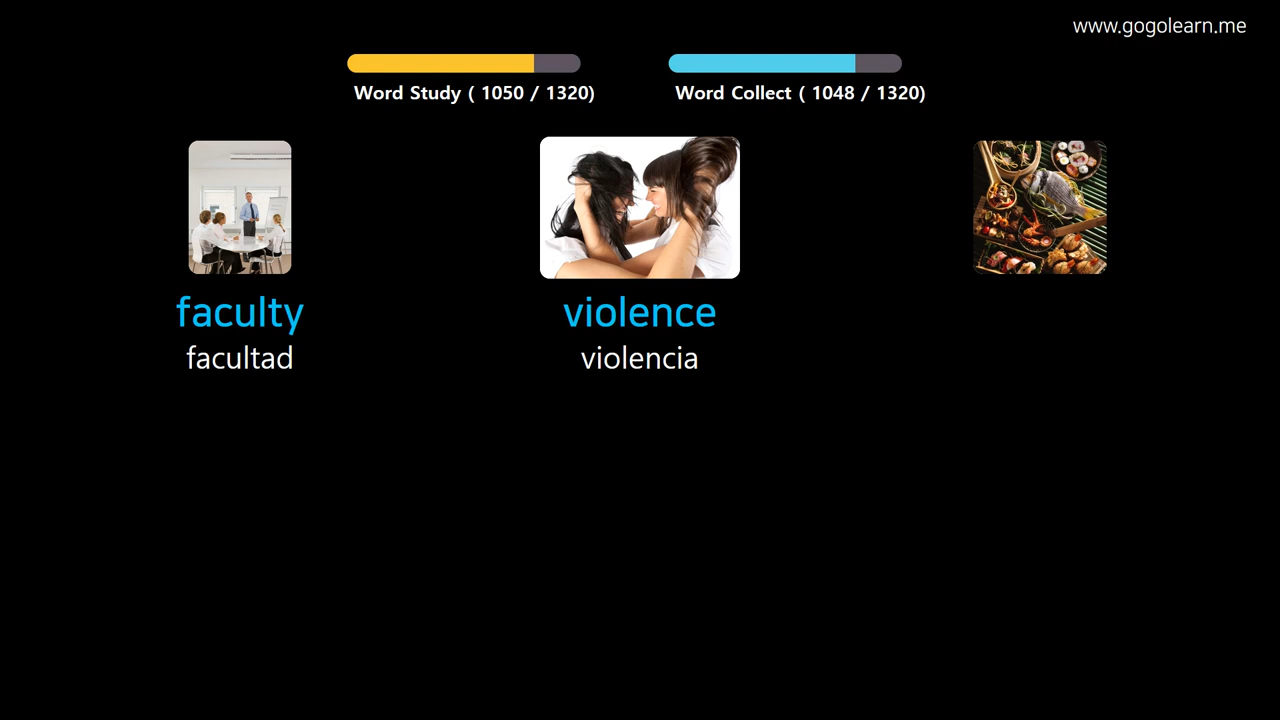 www.gogolearn.me
Word Study ( 1050 / 1320)
Word Collect ( 1048 / 1320)
faculty
facultad
violence
violencia